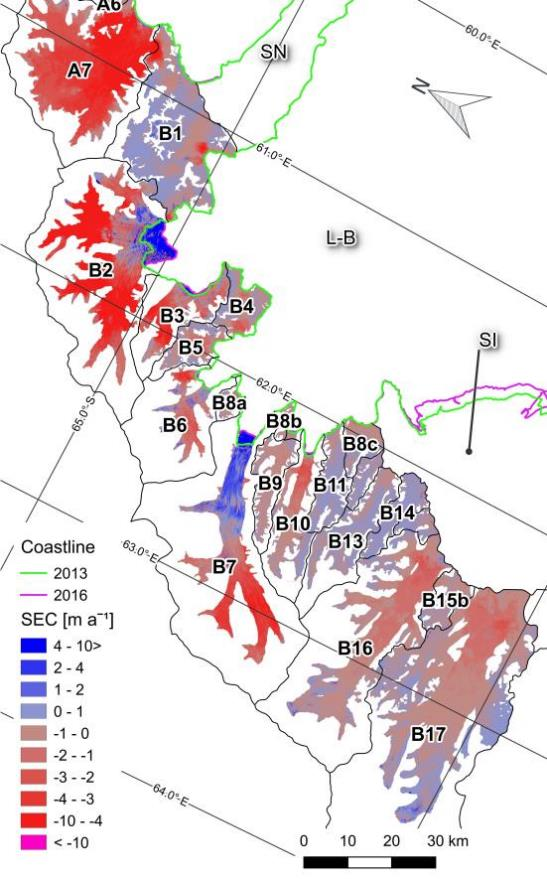 A6
60.0°E
SN
A7
N
B1
61.0°E
L-B
B2
B3
B4
B5
SI
62.0°E
65.0°S
B8a
B6
B8b
B8c
B9
B11
B14
B10
B13
63.0°E
B7
B15b
B16
B17
64.0°E
Coastline
2013
2016
SEC [m a⁻¹]
4 - 10>
2 - 4
1 - 2
0 - 1
-1 - 0
-2 - -1
-3 - -2
-4 - -3
-10 - -4
< -10
0 10 20 30 km